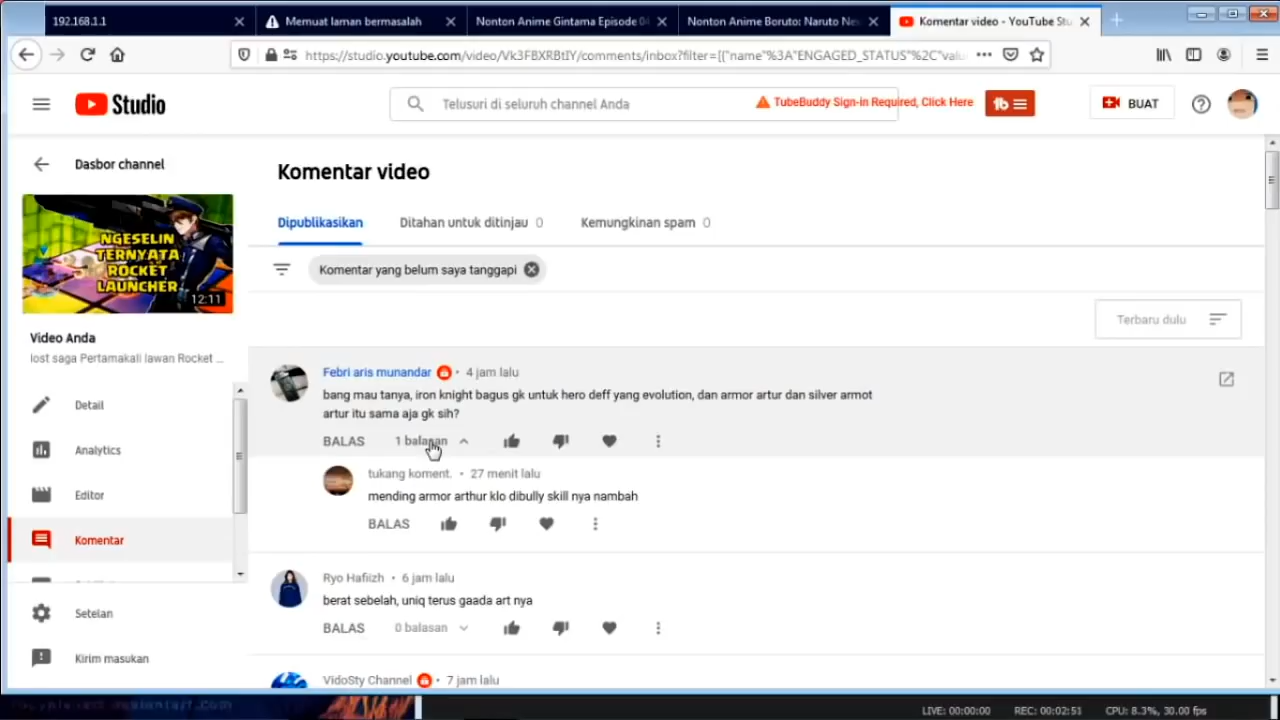 192.168.1.1
Memuat laman bermasalah
Nonton Anime Gintama Episode 04
Nonton Anime Boruto: Naruto Nex
Komentar video - YouTube Stu
https://studio.youtube.com/video/Vk3FBXRBtIY/comments/inbox?filter=[{"name"%3A"ENGAGED_STATUS"%2C"valu
Studio
Telusuri di seluruh channel Anda
TubeBuddy Sign-in Required, Click Here
tb
BUAT
Dasbor channel
NGESELIN
TERNYATA
ROCKET
LAUNCHER
12:11
Video Anda
lost saga Pertamakali lawan Rocket ...
Detail
Analytics
Editor
Komentar
Setelan
Kirim masukan
Komentar video
Dipublikasikan
Ditahan untuk ditinjau 0
Kemungkinan spam 0
Komentar yang belum saya tanggapi
Terbaru dulu
Febri aris munandar • 4 jam lalu
bang mau tanya, iron knight bagus gk untuk hero deff yang evolution, dan armor artur dan silver armot
artur itu sama aja gk sih?
BALAS 1 balasan
tukang koment. • 27 menit lalu
mending armor arthur klo dibully skill nya nambah
BALAS
Ryo Hafiizh • 6 jam lalu
berat sebelah, uniq terus gaada art nya
BALAS 0 balasan
VidoSty Channel • 7 jam lalu
LIVE: 00:00:00
REC: 00:02:51
CPU: 8.3%, 30.00 fps